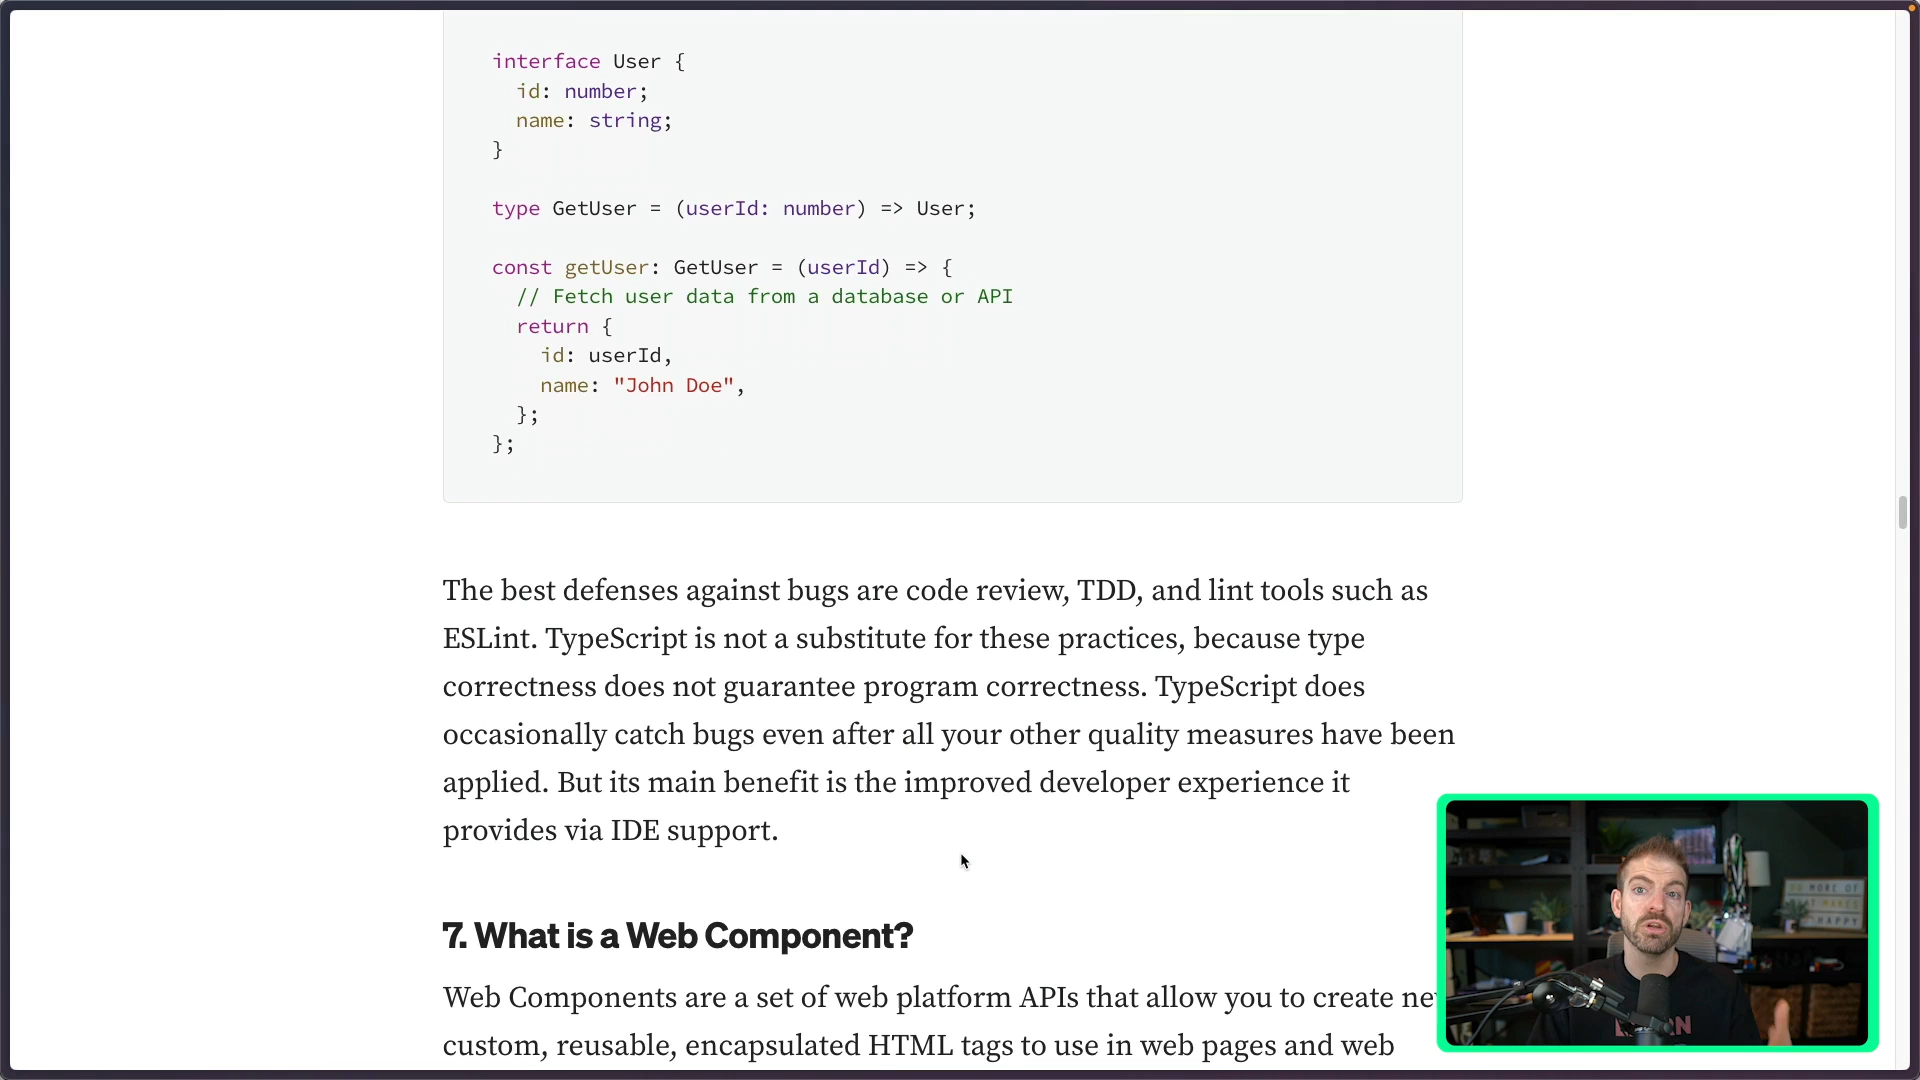 interface User {
id: number;
name: string;
}
type GetUser = (userId: number) => User;
const getUser: GetUser = (userId) => {
// Fetch user data from a database or API
return {
id: userId,
name: "John Doe",
};
};
The best defenses against bugs are code review, TDD, and lint tools such as
ESLint. TypeScript is not a substitute for these practices, because type
correctness does not guarantee program correctness. TypeScript does
occasionally catch bugs even after all your other quality measures have been
applied. But its main benefit is the improved developer experience it
provides via IDE support.
7. What is a Web Component?
Web Components are a set of web platform APIs that allow you to create
custom, reusable, encapsulated HTML tags to use in web pages and web
MORE OF
HAPPY